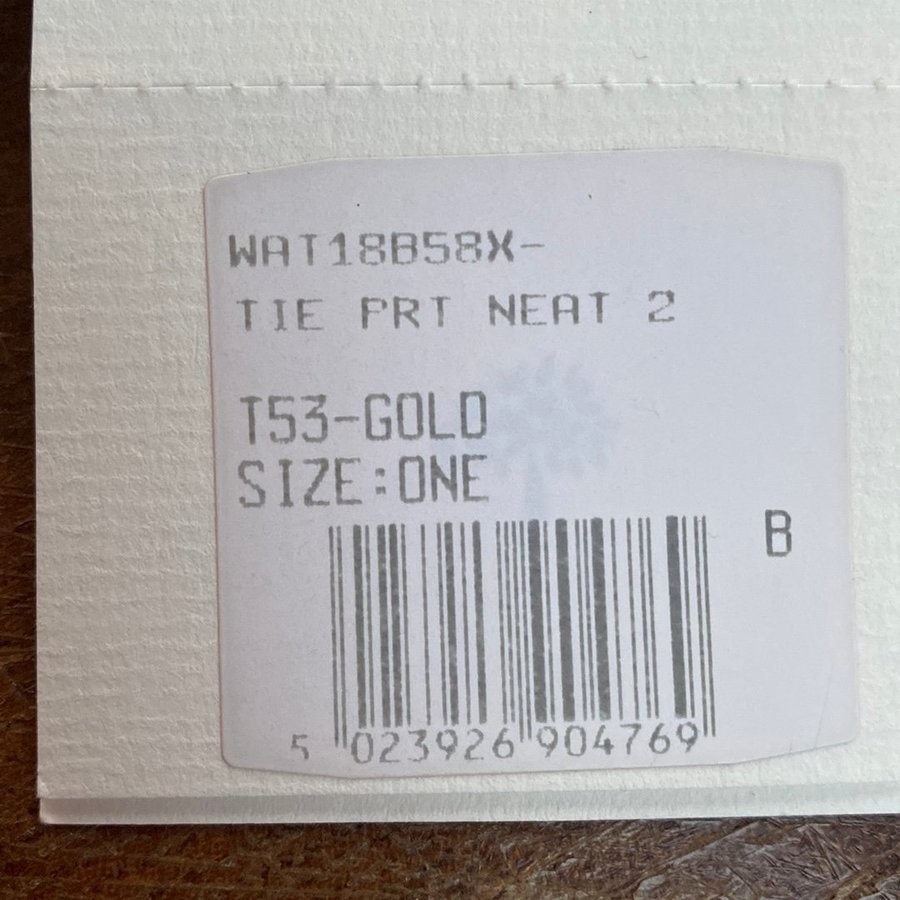 WAT18B58X-
TIE PRT NEAT 2
T53-GOLD
SIZE:ONE
B
5 023926 904769